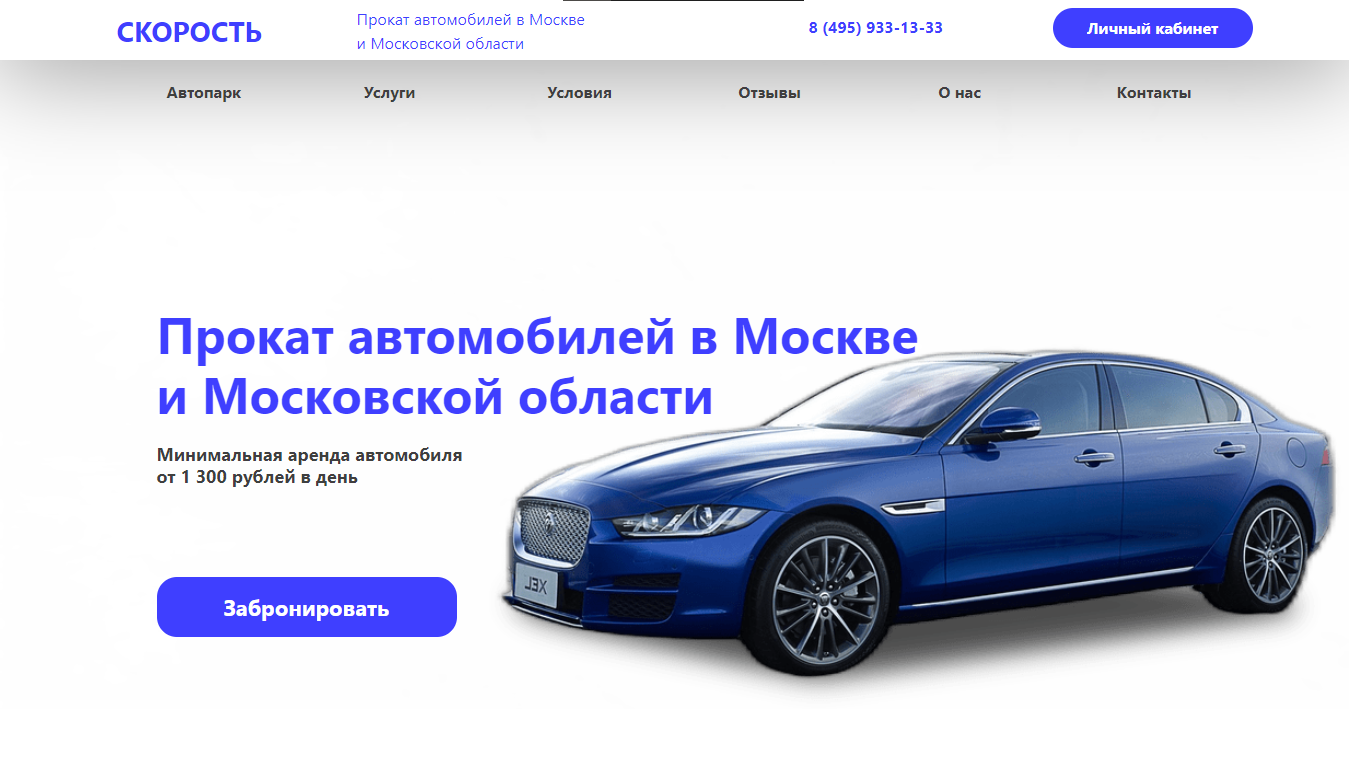 СКОРОСТЬ
Прокат автомобилей в Москве
и Московской области
8 (495) 933-13-33
Личный кабинет
Автопарк
Услуги
Условия
Отзывы
О нас
Контакты
Прокат автомобилей в Москве
и Московской области
Минимальная аренда автомобиля
от 1 300 рублей в день
Забронировать
XEL